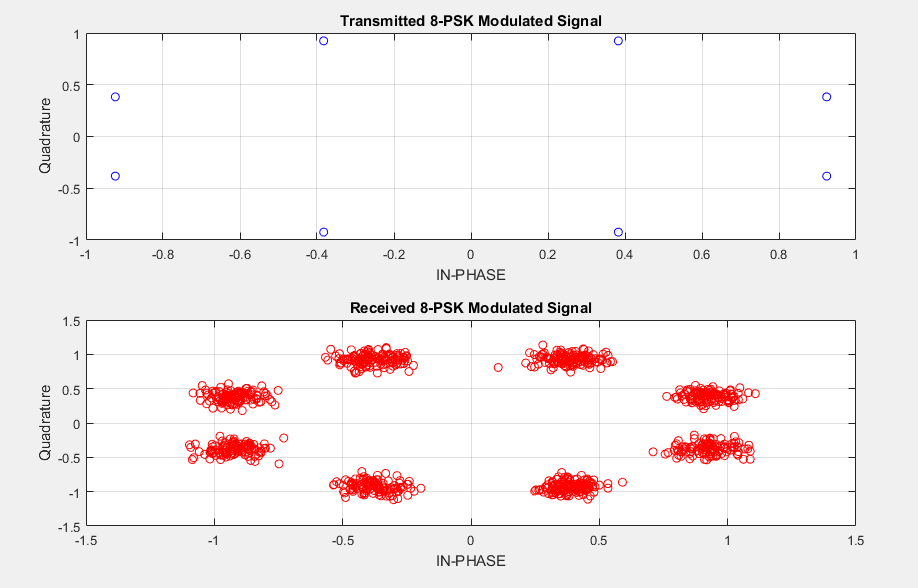 Transmitted 8-PSK Modulated Signal
1
0.5
0
-0.5
-1
Quadrature
-1 -0.8 -0.6 -0.4 -0.2 0 0.2 0.4 0.6 0.8 1
IN-PHASE
Received 8-PSK Modulated Signal
1.5
1
0.5
0
-0.5
-1
-1.5
Quadrature
-1.5 -1 -0.5 0 0.5 1 1.5
IN-PHASE